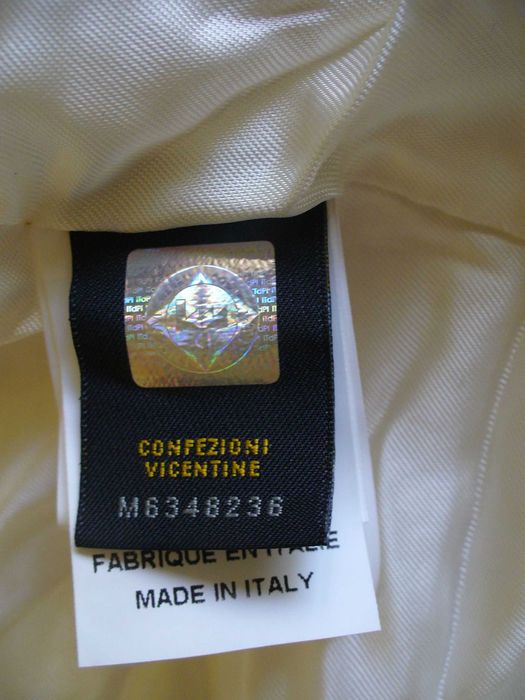 CONFEZIONI
VICENTINE
M6348236
FABRIQUE EN ITALIE
MADE IN ITALY